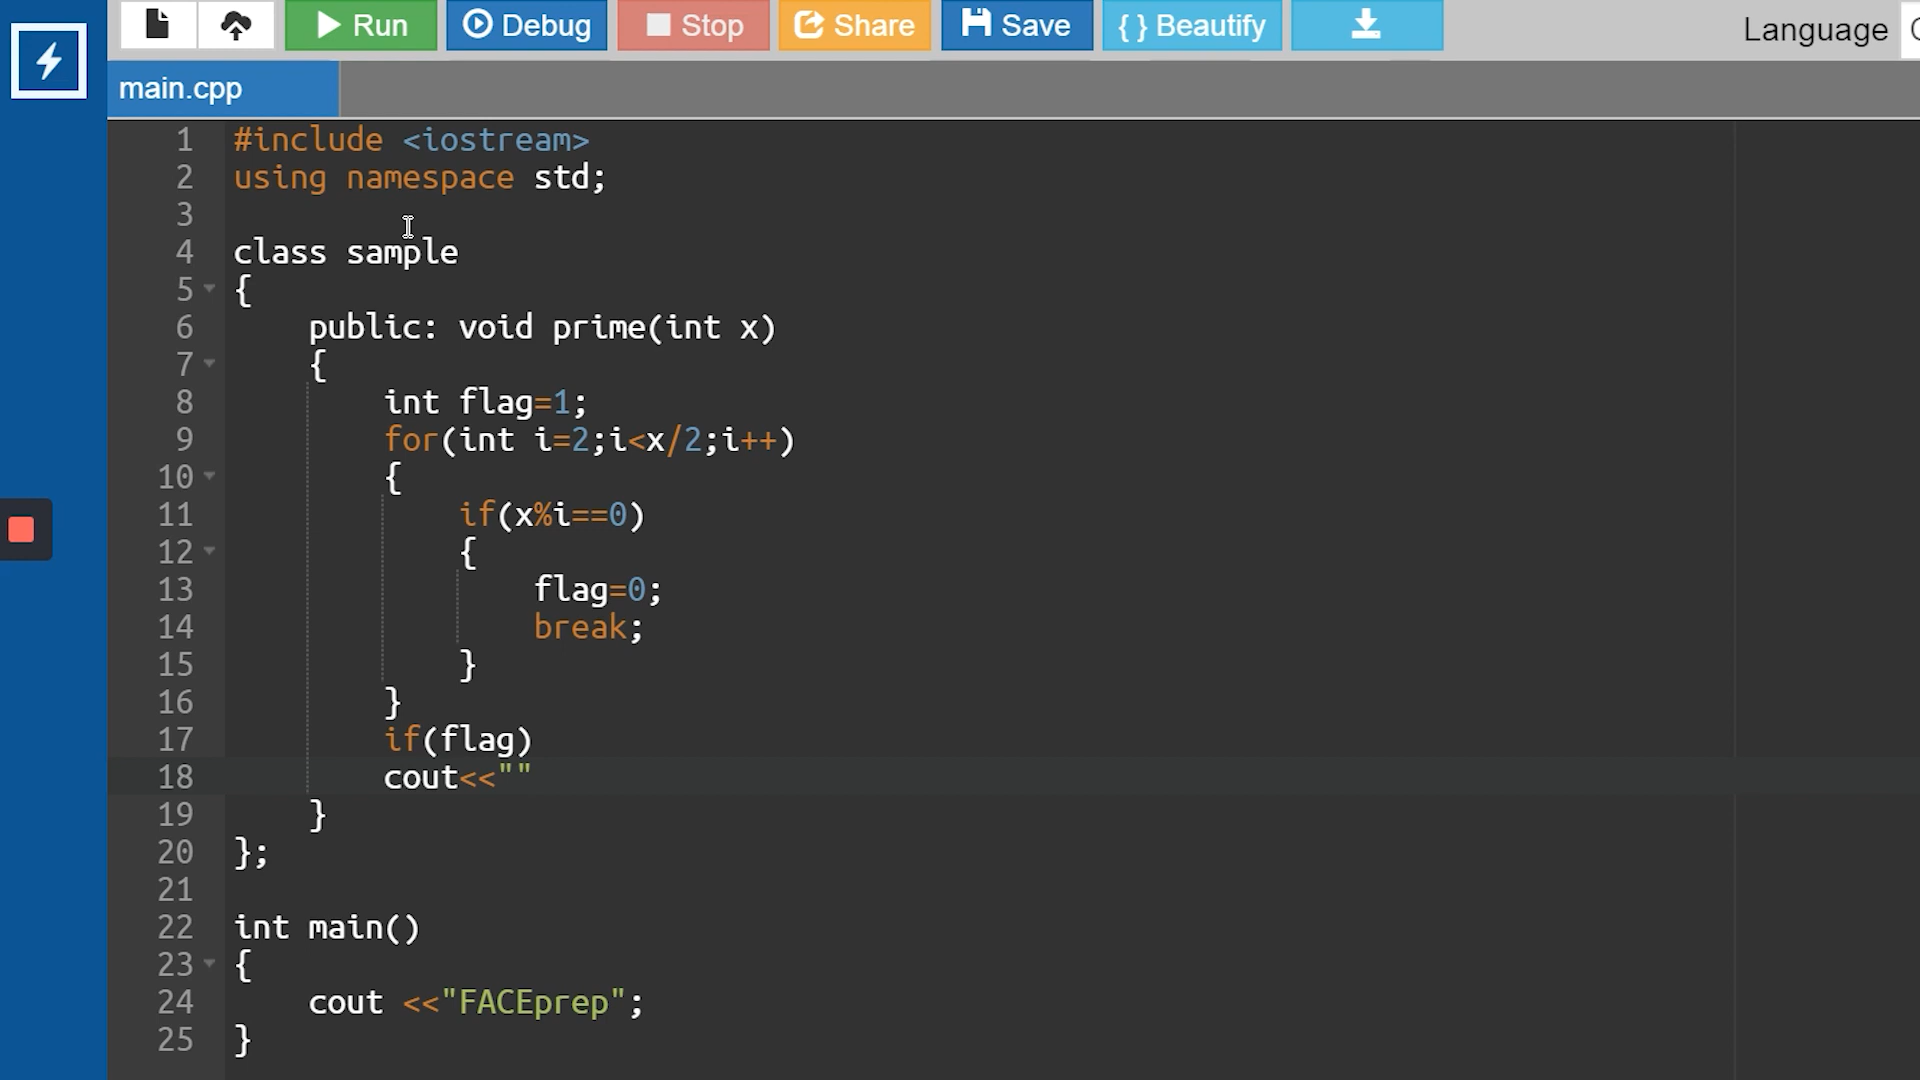 Run Debug Stop Share Save { } Beautify Language
main.cpp
1 #include <iostream>
2 using namespace std;
3
4 class sample
5 {
6 public: void prime(int x)
7 {
8 int flag=1;
9 for(int i=2;i<x/2;i++)
10 {
11 if(x%i==0)
12 {
13 flag=0;
14 break;
15 }
16 }
17 if(flag)
18 cout<<""
19 }
20 };
21
22 int main()
23 {
24 cout <<"FACEprep";
25 }